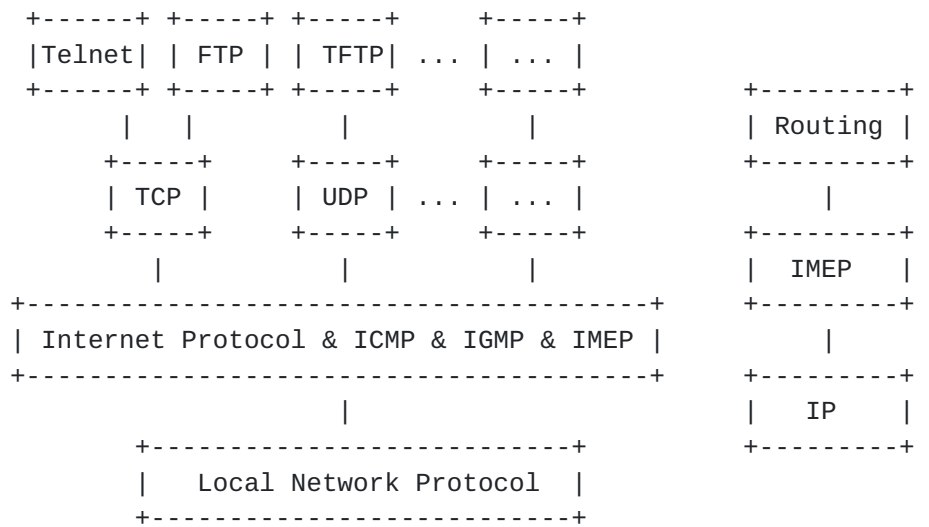 +------+ +-----+ +-----+     +-----+
|Telnet| | FTP | | TFTP| ... | ... |
+------+ +-----+ +-----+     +-----+          +---------+
      |   |         |           |             | Routing |
     +-----+     +-----+     +-----+          +---------+
     | TCP |     | UDP | ... | ... |               |
     +-----+     +-----+     +-----+          +---------+
        |           |           |             |  IMEP   |
+----------------------------------------+    +---------+
| Internet Protocol & ICMP & IGMP & IMEP |         |
+----------------------------------------+    +---------+
                     |                        |   IP    |
        +---------------------------+         +---------+
        |   Local Network Protocol  |
        +---------------------------+